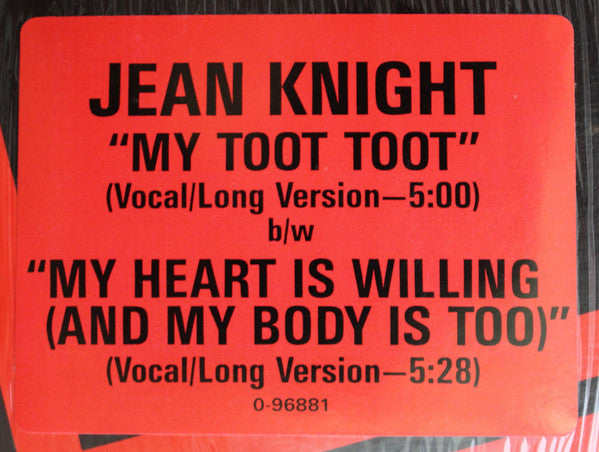 JEAN KNIGHT
“MY TOOT TOOT”
(Vocal/Long Version—5:00)
b/w
“MY HEART IS WILLING
(AND MY BODY IS TOO)”
(Vocal/Long Version—5:28)
0-96881